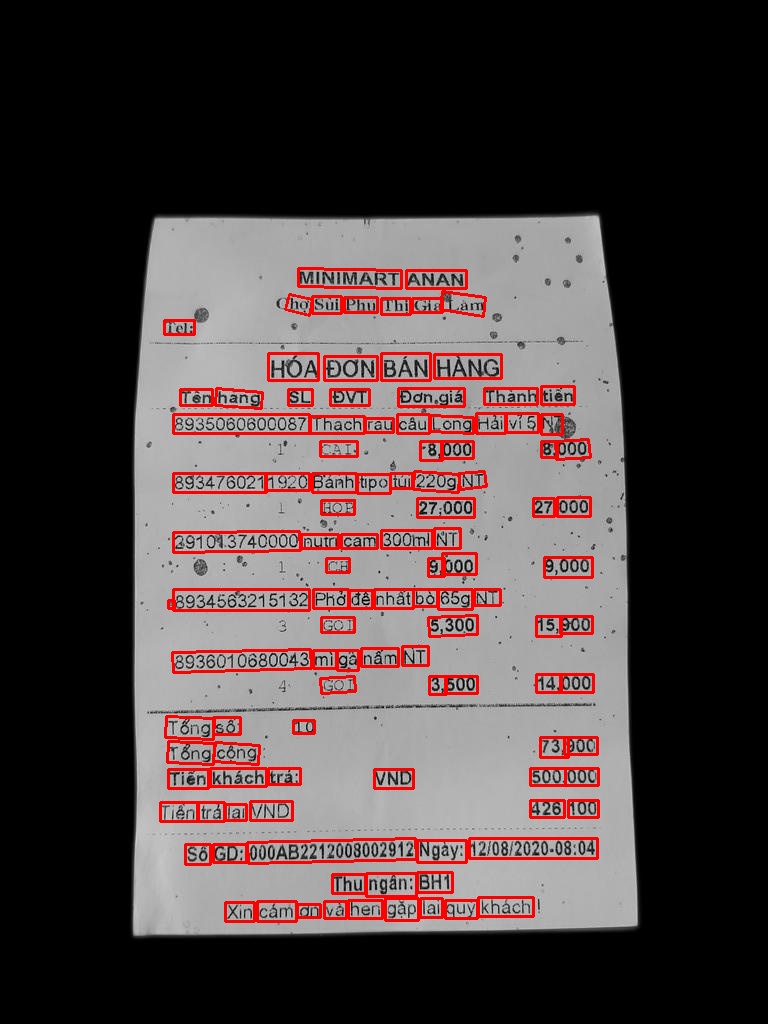 MINIMART ANAN
Chợ Sủi Phú Thị Gia Lâm
Tel:
HÓA ĐƠN BÁN HÀNG
Tên hàng SL ĐVT Đơn giá Thành tiền
8935060600087 Thạch rau câu Long Hải vỉ 5 NT
1 CAI 8,000 8,000
8934760211920 Bánh tipo túi 220g NT
1 HOP 27,000 27,000
291013740000 nutri cam 300ml NT
1 CH 9,000 9,000
8934563215132 Phở đệ nhất bò 65g NT
3 GOI 5,300 15,900
8936010680043 mì gà nấm NT
4 GOI 3,500 14,000
Tổng số: 10
Tổng cộng : 73,900
Tiền khách trả: VND 500,000
Tiền trả lại VND 426,100
Số GD: 000AB2212008002912 Ngày: 12/08/2020-08:04
Thu ngân: BH1
Xin cám ơn và hẹn gặp lại quý khách !